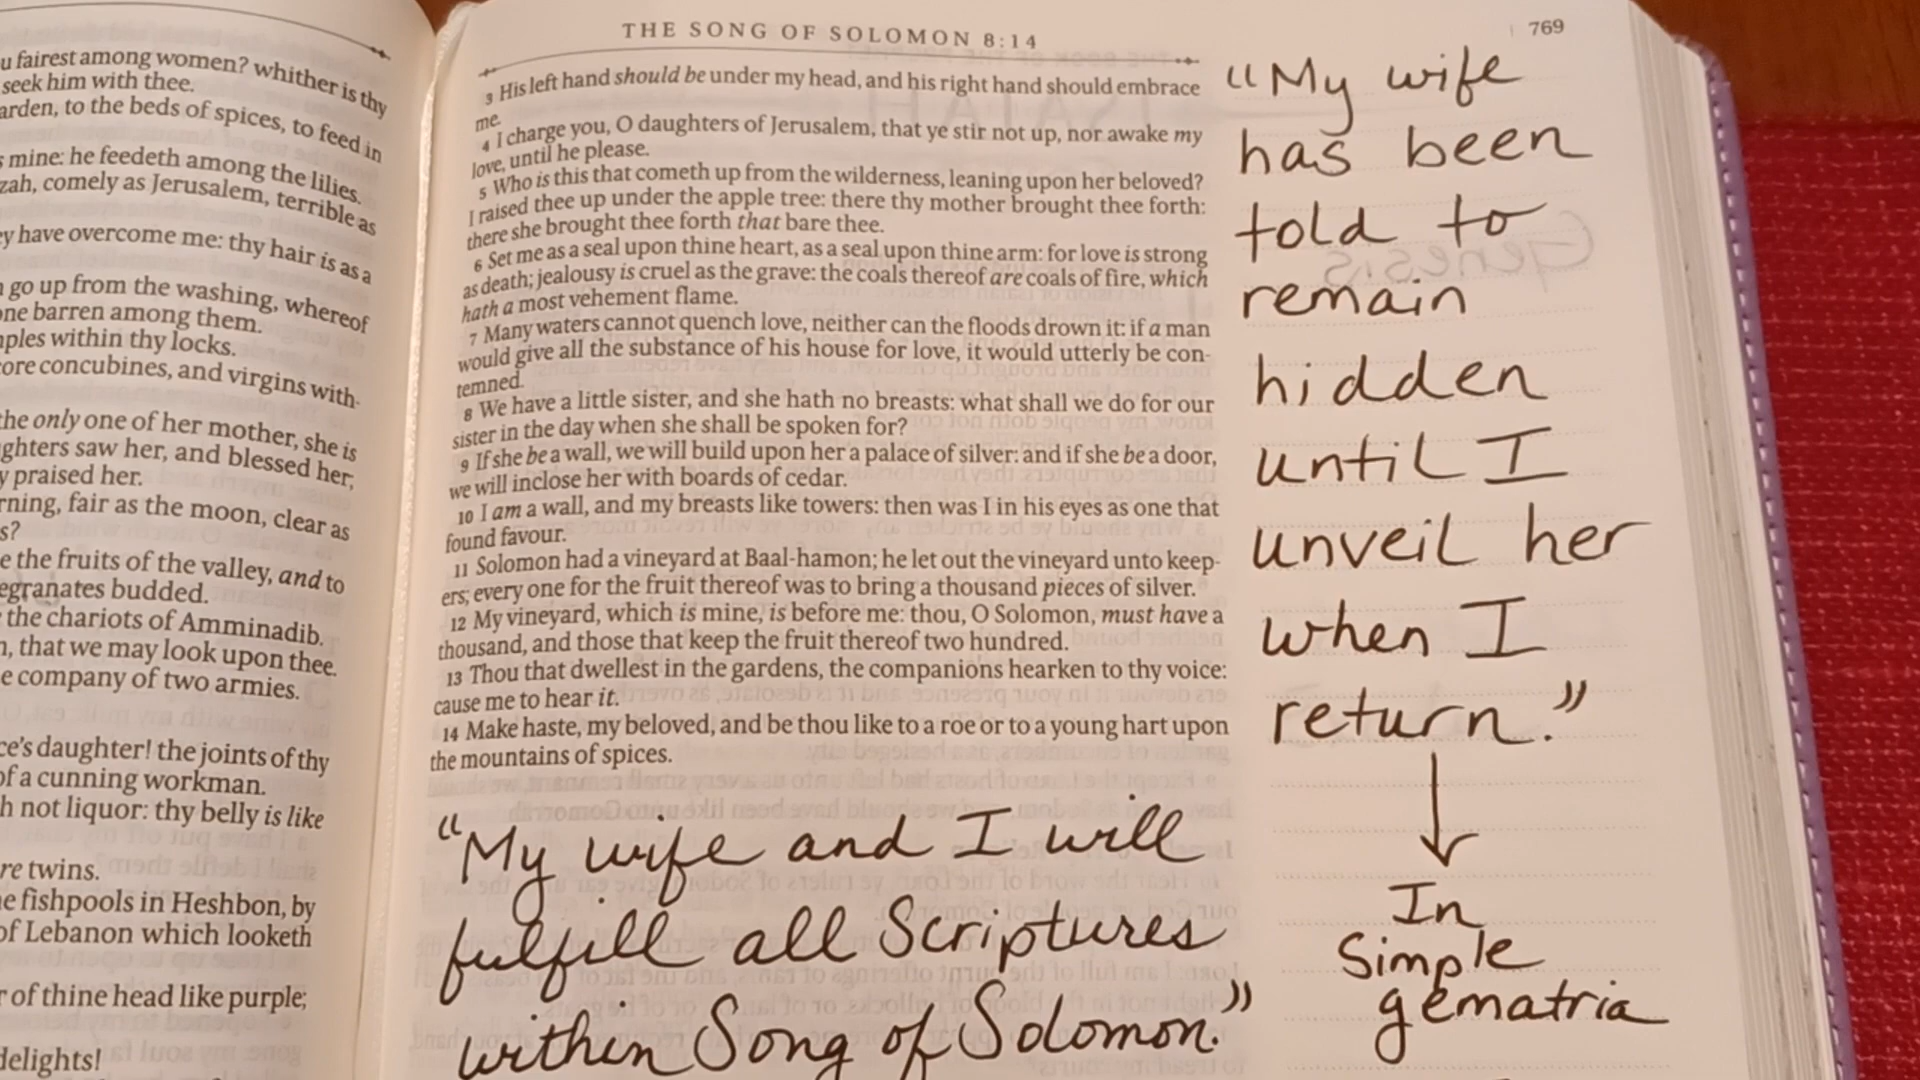 u fairest among women? whither is thy
seek him with thee.
arden, to the beds of spices, to feed in
mine: he feedeth among the lilies.
zah, comely as Jerusalem, terrible as
ey have overcome me: thy hair is as a
go up from the washing, whereof
one barren among them.
ples within thy locks.
ore concubines, and virgins with-
the only one of her mother, she is
ghters saw her, and blessed her;
y praised her.
rning, fair as the moon, clear as
s?
e the fruits of the valley, and to
egranates budded.
the chariots of Amminadib.
n, that we may look upon thee.
e company of two armies.
ce's daughter! the joints of thy
of a cunning workman.
h not liquor: thy belly is like
re twins.
e fishpools in Heshbon, by
of Lebanon which looketh
r of thine head like purple;
delights!
THE SONG OF SOLOMON 8:14
769
3 His left hand should be under my head, and his right hand should embrace
me.
4 I charge you, O daughters of Jerusalem, that ye stir not up, nor awake my
love, until he please.
5 Who is this that cometh up from the wilderness, leaning upon her beloved?
I raised thee up under the apple tree: there thy mother brought thee forth:
there she brought thee forth that bare thee.
6 Set me as a seal upon thine heart, as a seal upon thine arm: for love is strong
as death; jealousy is cruel as the grave: the coals thereof are coals of fire, which
hath a most vehement flame.
7 Many waters cannot quench love, neither can the floods drown it: if a man
would give all the substance of his house for love, it would utterly be con-
temned.
8 We have a little sister, and she hath no breasts: what shall we do for our
sister in the day when she shall be spoken for?
9 If she be a wall, we will build upon her a palace of silver: and if she be a door,
we will inclose her with boards of cedar.
10 I am a wall, and my breasts like towers: then was I in his eyes as one that
found favour.
11 Solomon had a vineyard at Baal-hamon; he let out the vineyard unto keep-
ers; every one for the fruit thereof was to bring a thousand pieces of silver.
12 My vineyard, which is mine, is before me: thou, O Solomon, must have a
thousand, and those that keep the fruit thereof two hundred.
13 Thou that dwellest in the gardens, the companions hearken to thy voice:
cause me to hear it.
14 Make haste, my beloved, and be thou like to a roe or to a young hart upon
the mountains of spices.
"My wife and I will
fulfill all Scriptures
within Song of Solomon."
"My wife
has been
told to
remain
hidden
until I
unveil her
when I
return."
In
Simple
gematria